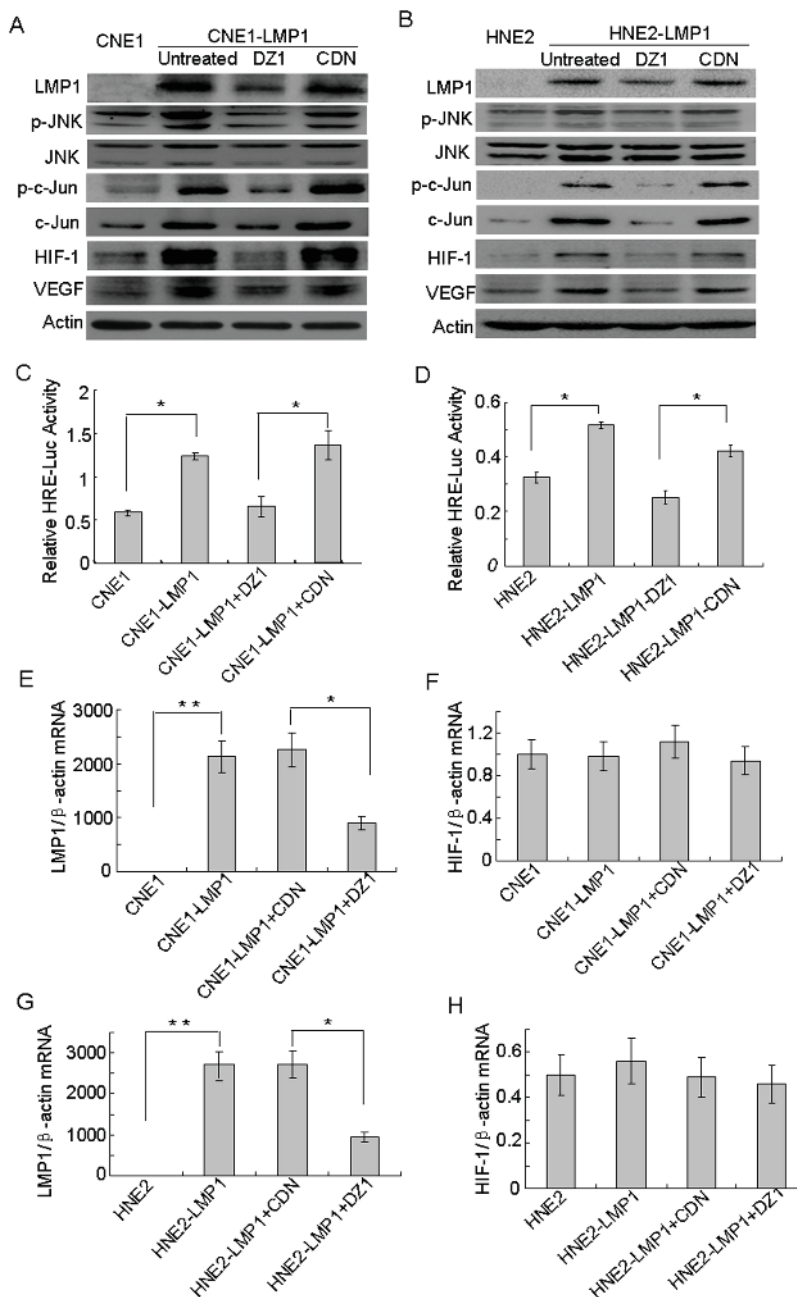 A
CNE1
CNE1-LMP1
Untreated DZ1 CDN
LMP1
p-JNK
JNK
p-c-Jun
c-Jun
HIF-1
VEGF
Actin
B
HNE2
HNE2-LMP1
Untreated DZ1 CDN
LMP1
p-JNK
JNK
p-c-Jun
c-Jun
HIF-1
VEGF
Actin
C
Relative HRE-Luc Activity
2
1.5
1
0.5
0
*
*
CNE1
CNE1-LMP1
CNE1-LMP1+DZ1
CNE1-LMP1+CDN
D
Relative HRE-Luc Activity
0.6
0.4
0.2
0
*
*
HNE2
HNE2-LMP1
HNE2-LMP1-DZ1
HNE2-LMP1-CDN
E
LMP1/β-actin mRNA
3000
2000
1000
0
**
*
CNE1
CNE1-LMP1
CNE1-LMP1+CDN
CNE1-LMP1+DZ1
F
HIF-1/β-actin mRNA
1.2
0.8
0.4
0
CNE1
CNE1-LMP1
CNE1-LMP1+CDN
CNE1-LMP1+DZ1
G
LMP1/β-actin mRNA
3000
2000
1000
0
**
*
HNE2
HNE2-LMP1
HNE2-LMP1+CDN
HNE2-LMP1+DZ1
H
HIF-1/β-actin mRNA
0.6
0.4
0.2
0
HNE2
HNE2-LMP1
HNE2-LMP1+CDN
HNE2-LMP1+DZ1